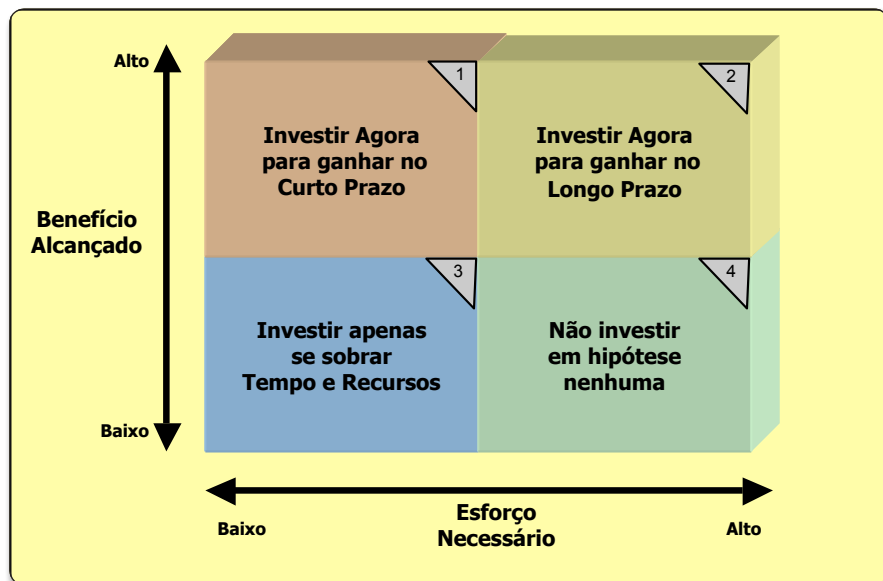 Alto
1
2
Investir Agora
para ganhar no
Curto Prazo
Investir Agora
para ganhar no
Longo Prazo
Benefício
Alcançado
3
4
Investir apenas
se sobrar
Tempo e Recursos
Não investir
em hipótese
nenhuma
Baixo
Baixo
Esforço
Necessário
Alto